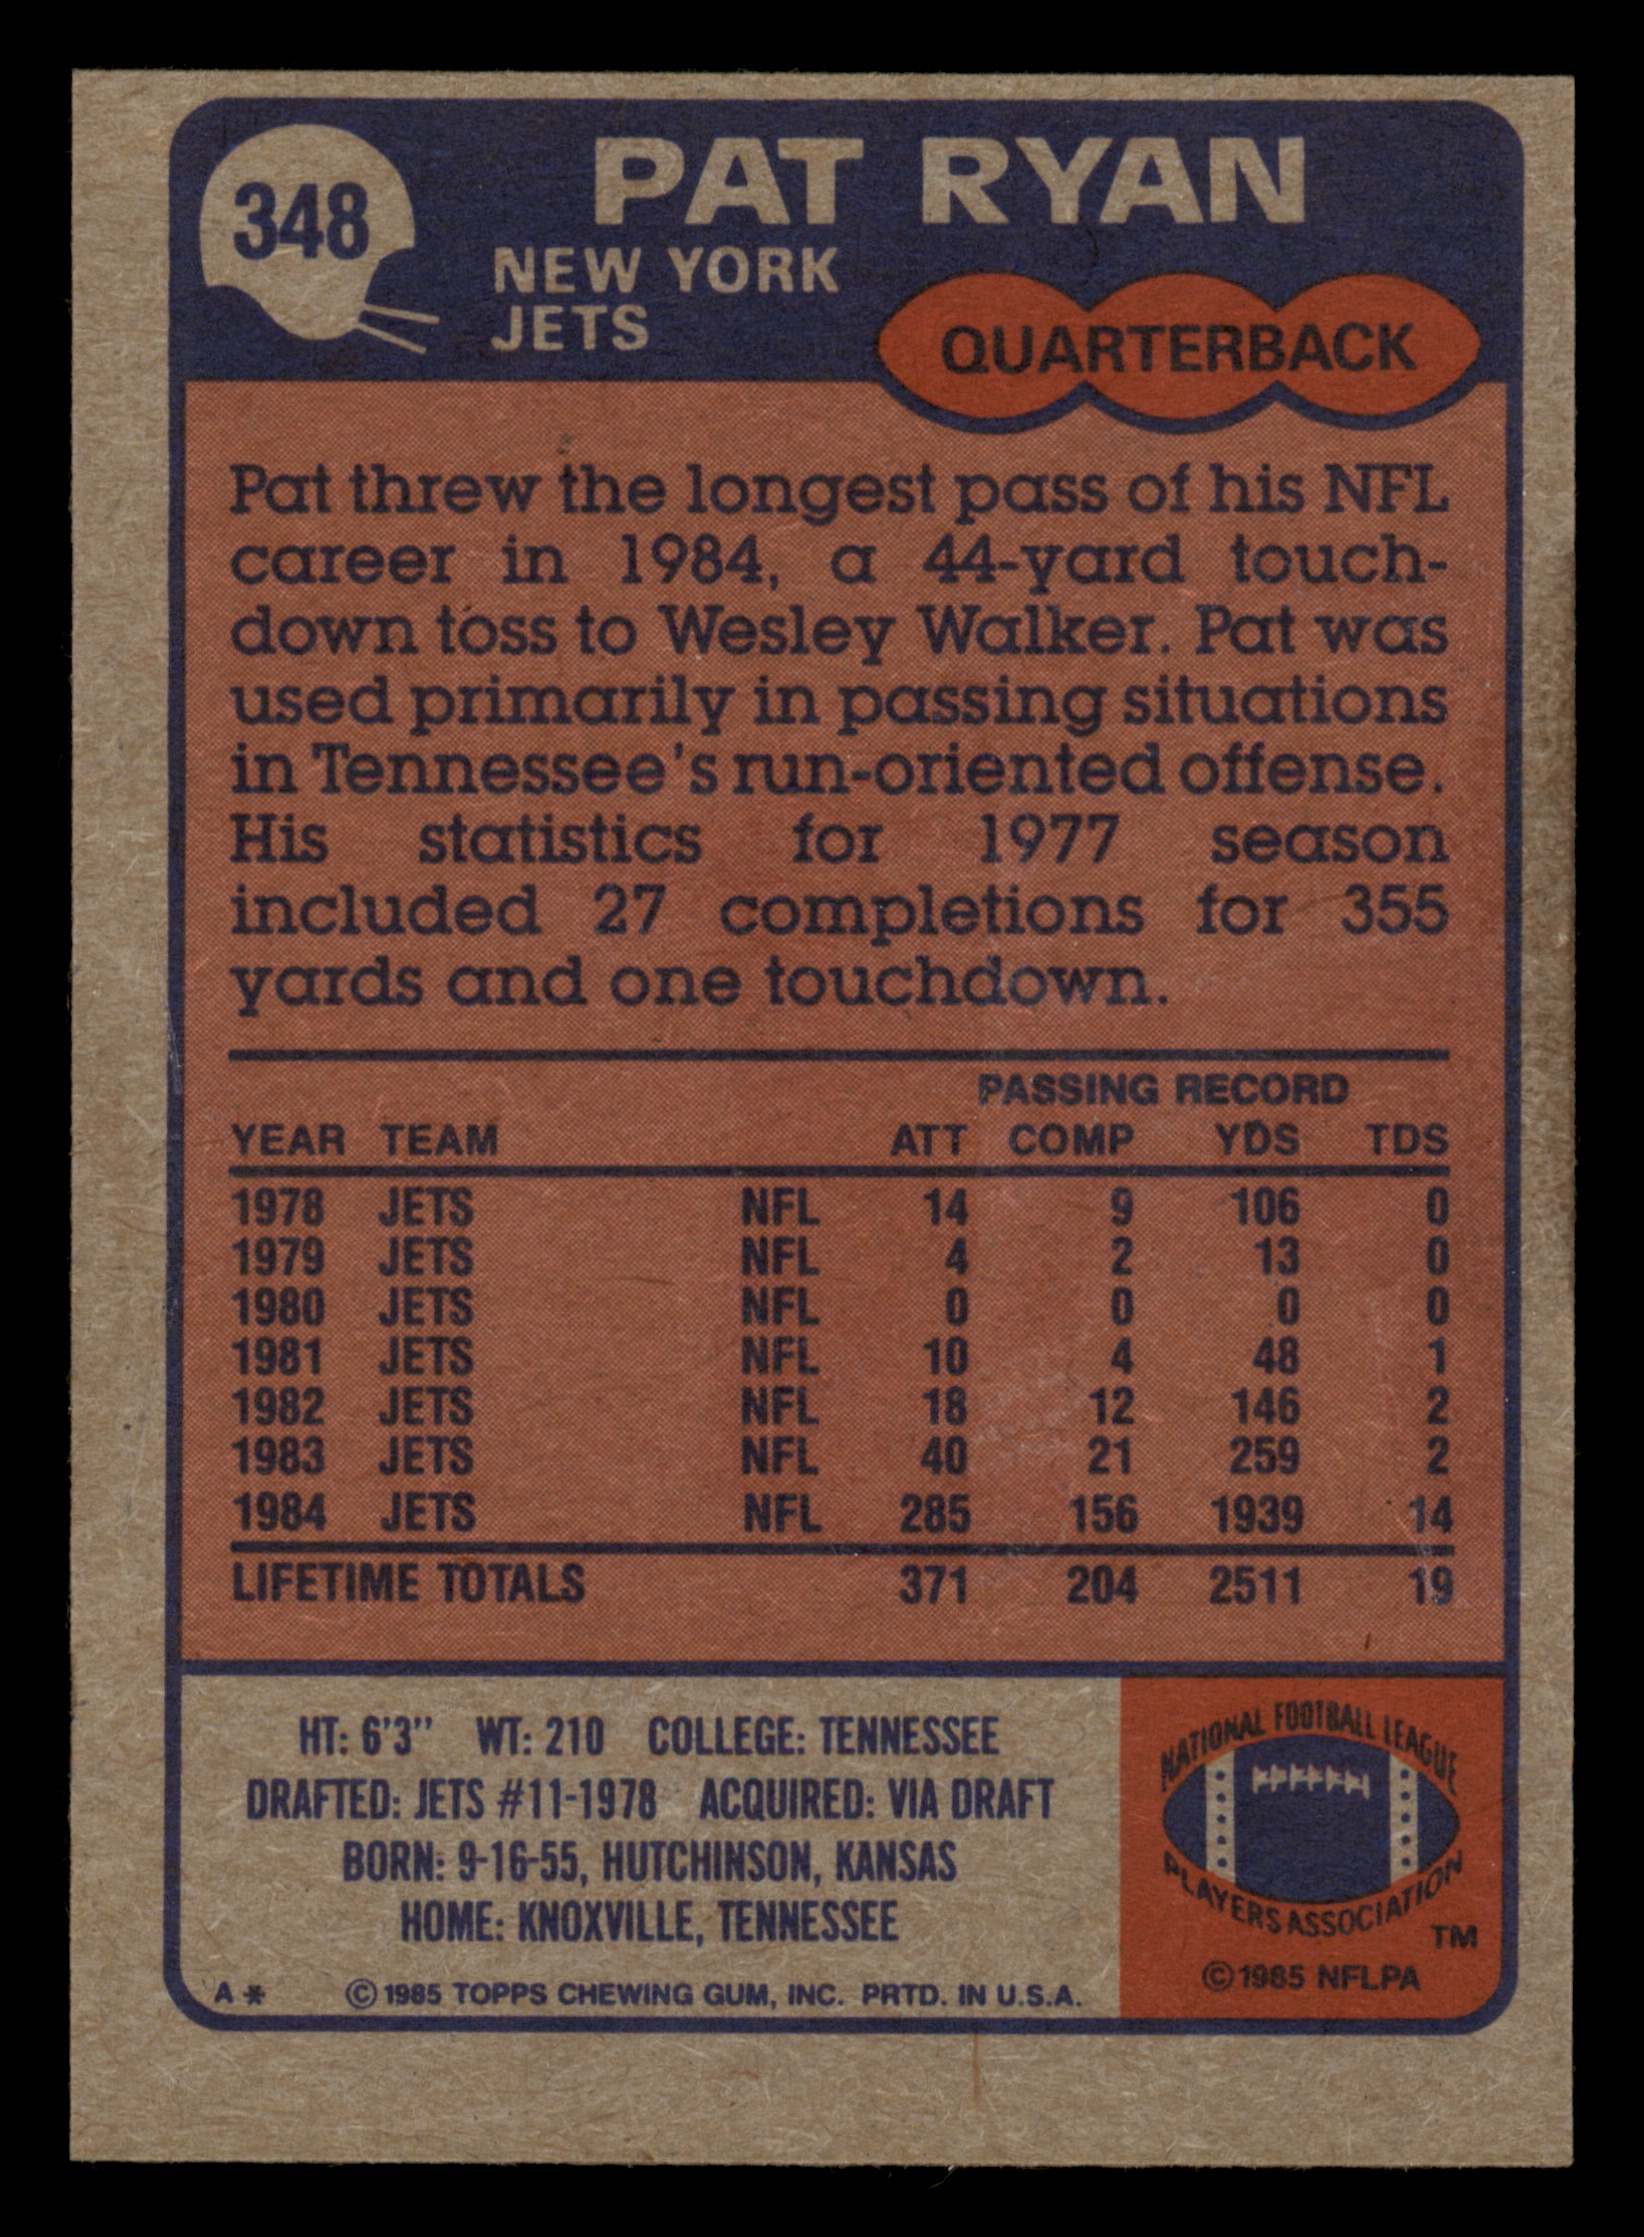 348
PAT RYAN
NEW YORK
JETS
QUARTERBACK
Pat threw the longest pass of his NFL
career in 1984, a 44-yard touch-
down toss to Wesley Walker. Pat was
used primarily in passing situations
in Tennessee's run-oriented offense.
His statistics for 1977 season
included 27 completions for 355
yards and one touchdown.
PASSING RECORD
YEAR TEAM ATT COMP YDS TDS
1978 JETS NFL 14 9 106 0
1979 JETS NFL 4 2 13 0
1980 JETS NFL 0 0 0 0
1981 JETS NFL 10 4 48 1
1982 JETS NFL 18 12 146 2
1983 JETS NFL 40 21 259 2
1984 JETS NFL 285 156 1939 14
LIFETIME TOTALS 371 204 2511 19
HT: 6'3" WT: 210 COLLEGE: TENNESSEE
DRAFTED: JETS #11-1978 ACQUIRED: VIA DRAFT
BORN: 9-16-55, HUTCHINSON, KANSAS
HOME: KNOXVILLE, TENNESSEE
A* ©1985 TOPPS CHEWING GUM, INC. PRTD. IN U.S.A.
NATIONAL FOOTBALL LEAGUE
PLAYERS ASSOCIATION
TM
©1985 NFLPA